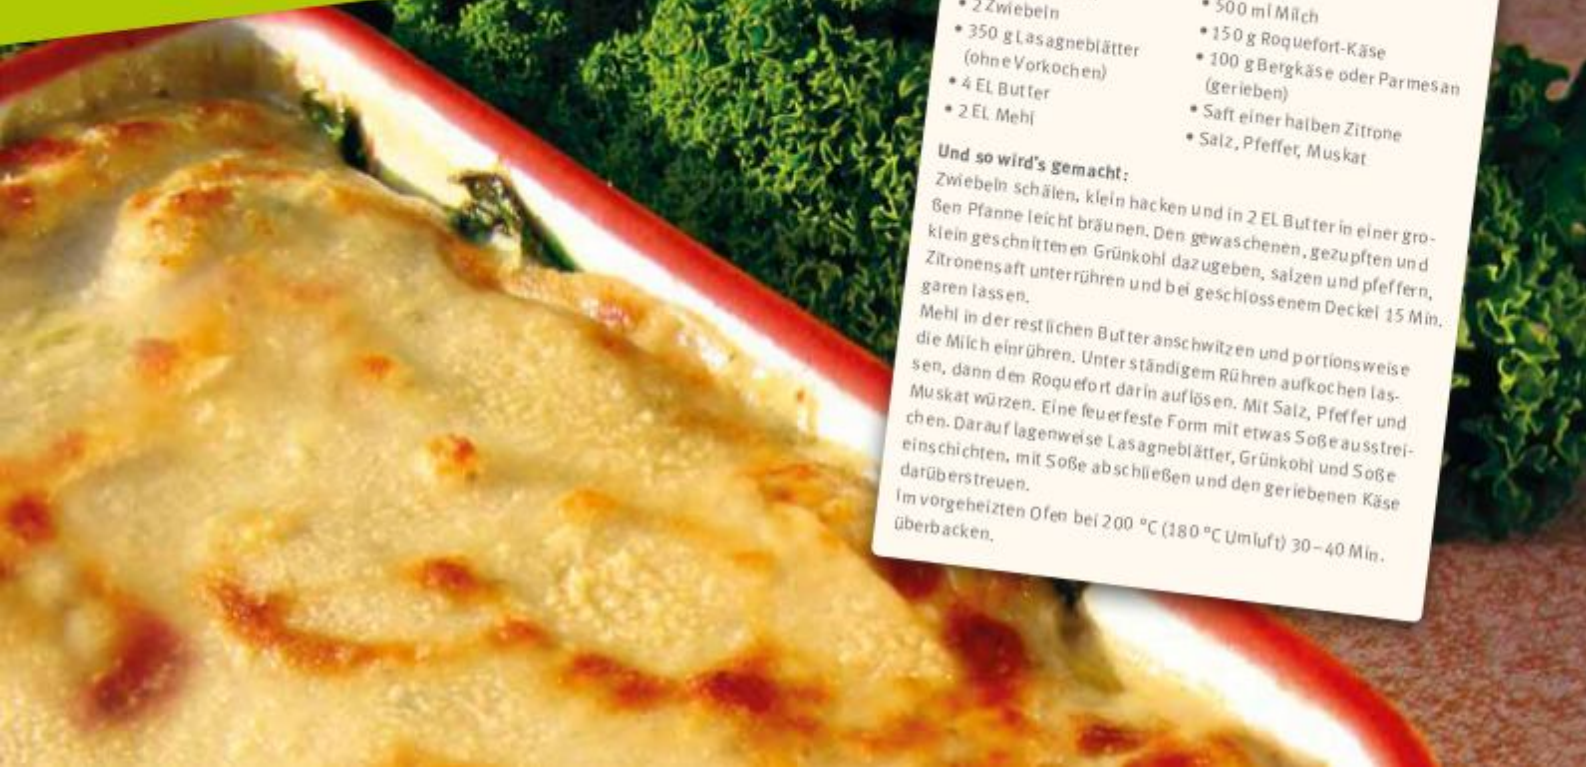 • 2 Zwiebeln
• 350 g Lasagneblätter
(ohne Vorkochen)
• 4 EL Butter
• 2 EL Mehl
• 500 ml Milch
• 150 g Roquefort-Käse
• 100 g Bergkäse oder Parmesan
(gerieben)
• Saft einer halben Zitrone
• Salz, Pfeffer, Muskat
Und so wird's gemacht:
Zwiebeln schälen, klein hacken und in 2 EL Butter in einer gro-
ßen Pfanne leicht bräunen. Den gewaschenen, gezupften und
klein geschnittenen Grünkohl dazugeben, salzen und pfeffern,
Zitronensaft unterrühren und bei geschlossenem Deckel 15 Min.
garen lassen.
Mehl in der restlichen Butter anschwitzen und portionsweise
die Milch einrühren. Unter ständigem Rühren aufkochen las-
sen, dann den Roquefort darin auflösen. Mit Salz, Pfeffer und
Muskat würzen. Eine feuerfeste Form mit etwas Soße ausstrei-
chen. Darauf lagenweise Lasagneblätter, Grünkohl und Soße
einschichten, mit Soße abschließen und den geriebenen Käse
darüberstreuen.
Im vorgeheizten Ofen bei 200 °C (180 °C Umluft) 30–40 Min.
überbacken.